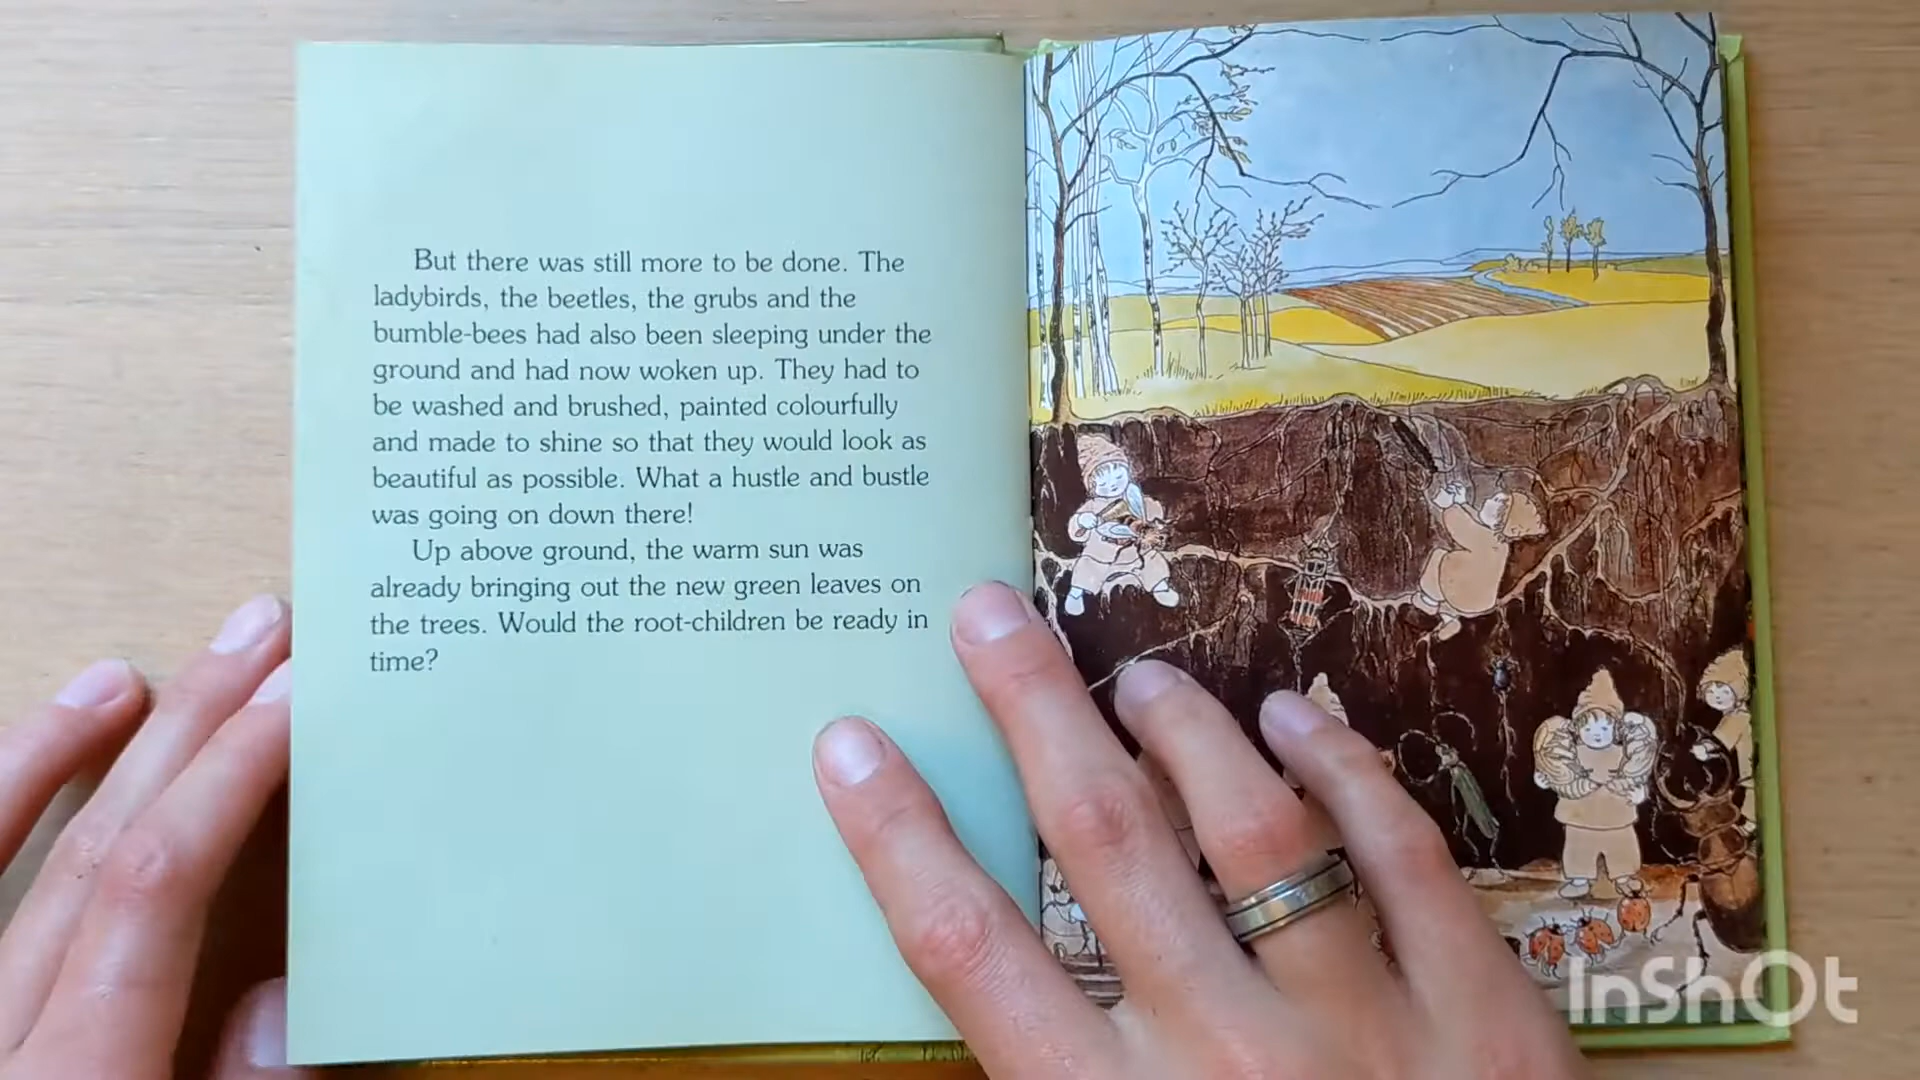 But there was still more to be done. The
ladybirds, the beetles, the grubs and the
bumble-bees had also been sleeping under the
ground and had now woken up. They had to
be washed and brushed, painted colourfully
and made to shine so that they would look as
beautiful as possible. What a hustle and bustle
was going on down there!
Up above ground, the warm sun was
already bringing out the new green leaves on
the trees. Would the root-children be ready in
time?
InShOt